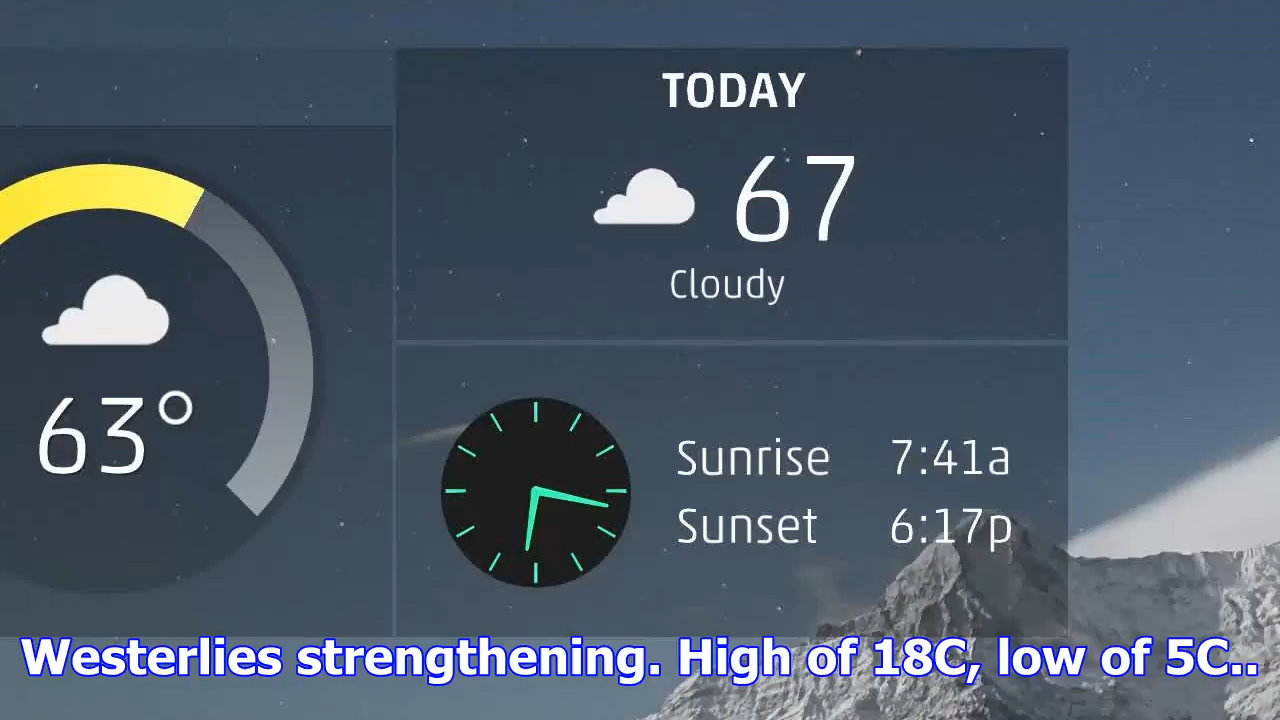 TODAY
67
Cloudy
63°
Sunrise 7:41a
Sunset 6:17p
Westerlies strengthening. High of 18C, low of 5C..